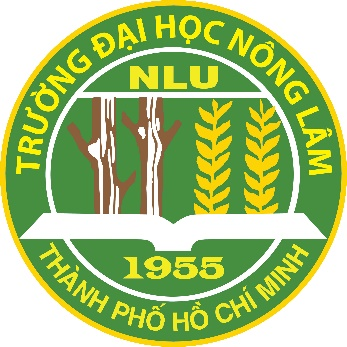 TRƯỜNG ĐẠI HỌC NÔNG LÂM
NLU
1955
THÀNH PHỐ HỒ CHÍ MINH